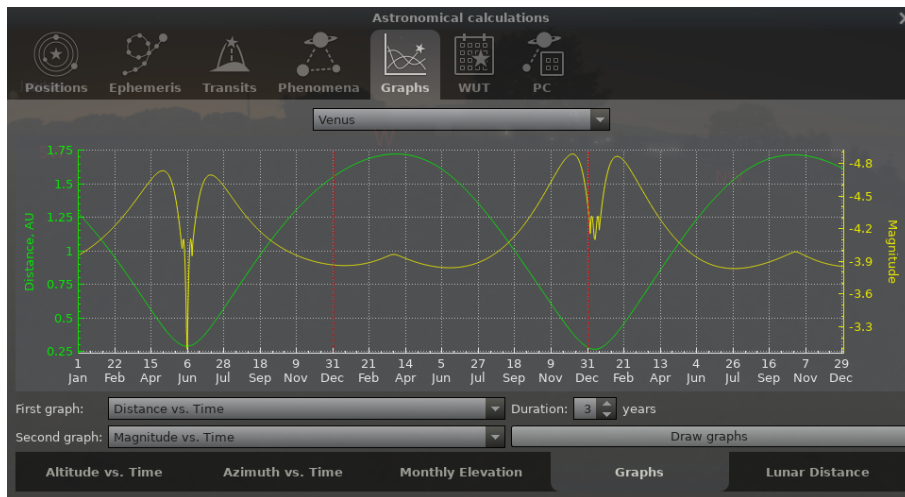 Astronomical calculations
Positions Ephemeris Transits Phenomena Graphs WUT PC
Venus
W
1.75
1.5
1.25
1
0.75
0.5
0.25
Distance, AU
-4.8
-4.5
-4.2
-3.9
-3.6
-3.3
Magnitude
1 22 15 6 28 18 9 31 21 14 5 27 18 9 31 21 13 4 26 16 7 29
Jan Feb Apr Jun Jul Sep Nov Dec Feb Apr Jun Jul Sep Nov Dec Feb Apr Jun Jul Sep Nov Dec
First graph: Distance vs. Time Duration: 3 years
Second graph: Magnitude vs. Time Draw graphs
Altitude vs. Time Azimuth vs. Time Monthly Elevation Graphs Lunar Distance